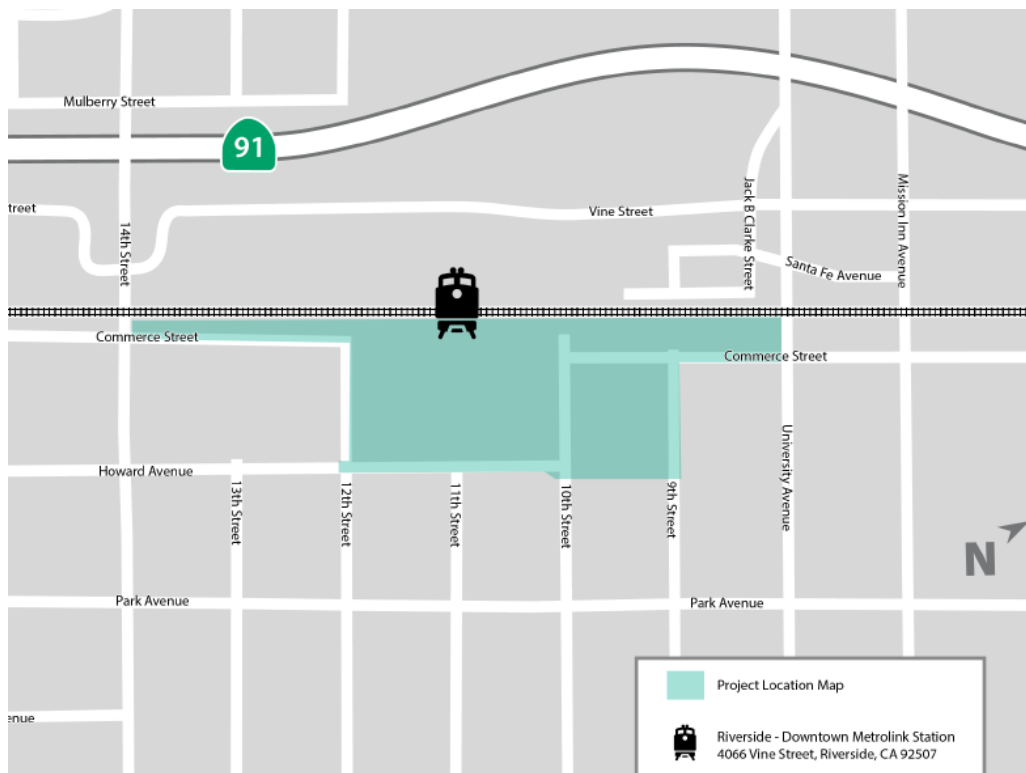 Mulberry Street
91
treet
Vine Street
14th Street
Jack B Clarke Street
Mission Inn Avenue
Santa Fe Avenue
Commerce Street
Commerce Street
University Avenue
Howard Avenue
13th Street
12th Street
11th Street
10th Street
9th Street
N
Park Avenue
Park Avenue
enue
Project Location Map
Riverside - Downtown Metrolink Station
4066 Vine Street, Riverside, CA 92507